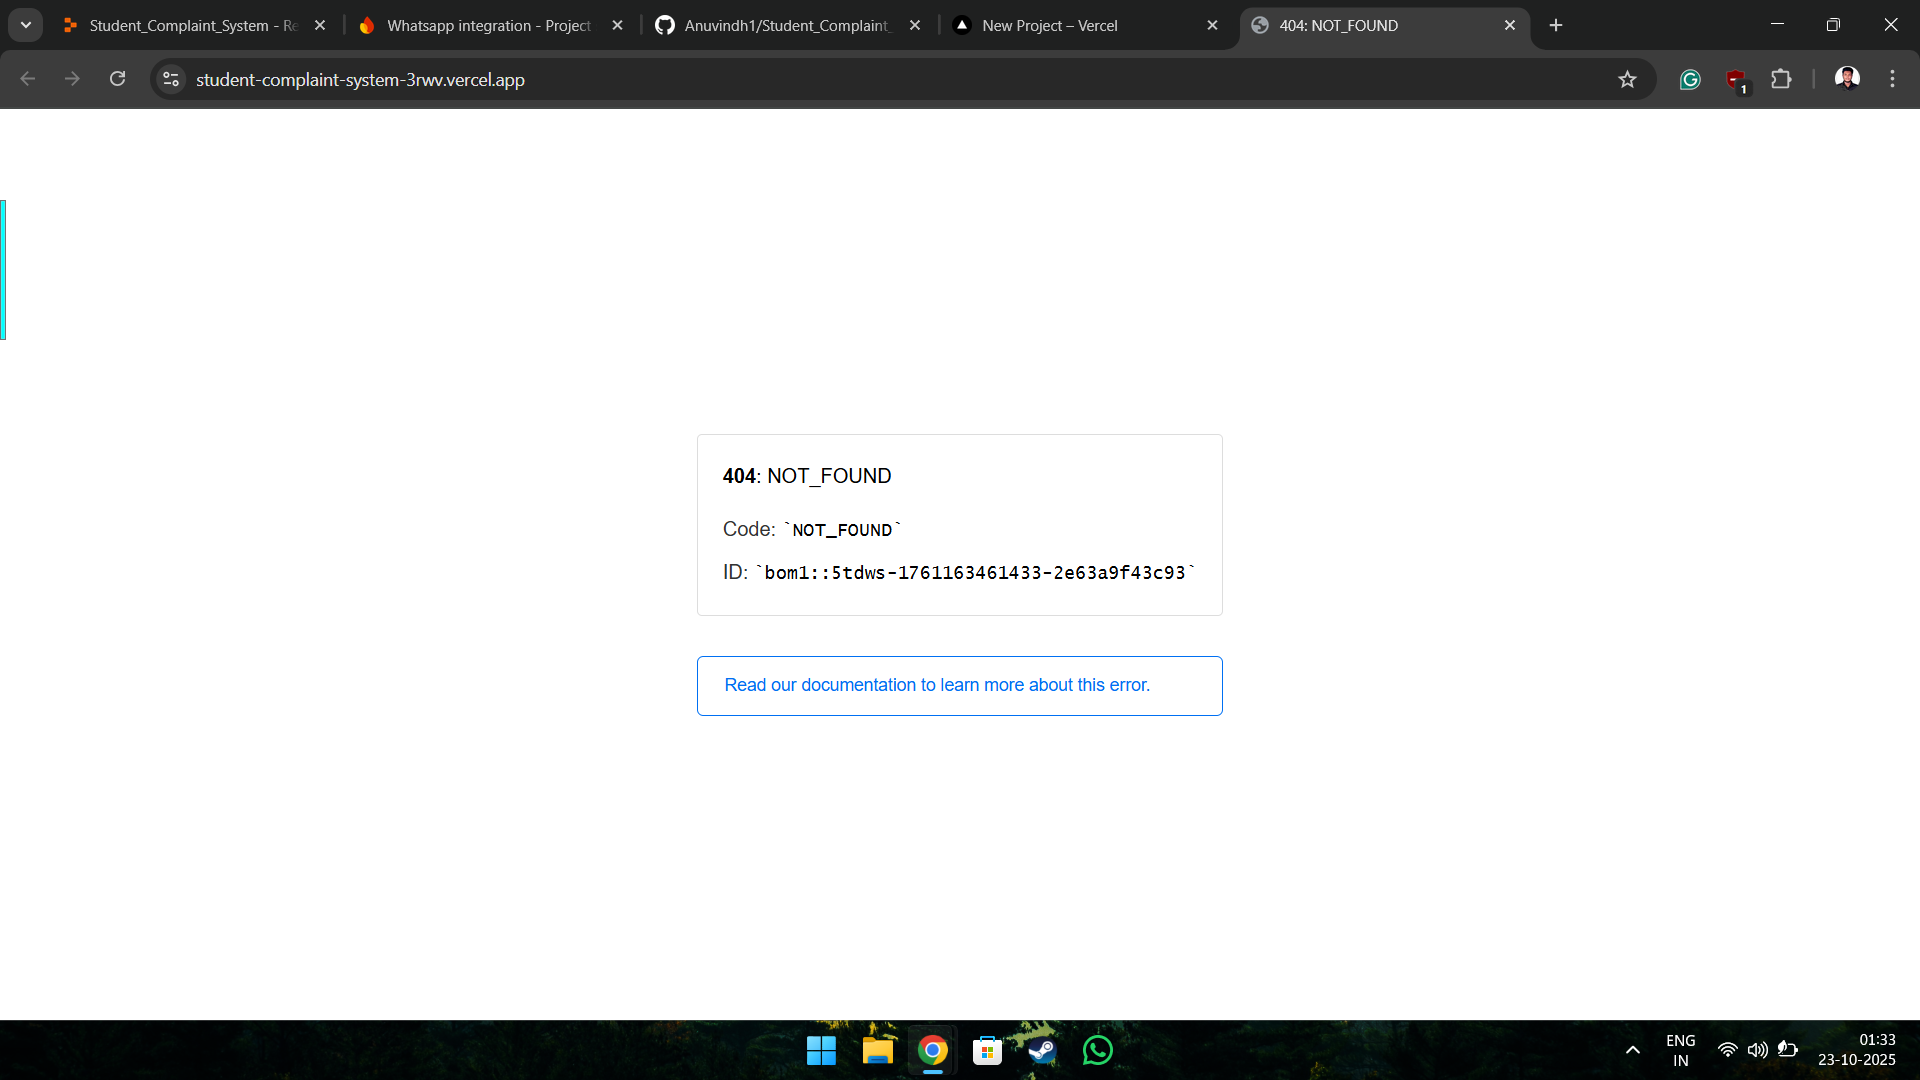 Student_Complaint_System - Re
Whatsapp integration - Project
Anuvindh1/Student_Complaint_
New Project – Vercel
404: NOT_FOUND
student-complaint-system-3rwv.vercel.app
1
404: NOT_FOUND
Code: `NOT_FOUND`
ID: `bom1::5tdws-1761163461433-2e63a9f43c93`
Read our documentation to learn more about this error.
ENG
IN
01:33
23-10-2025